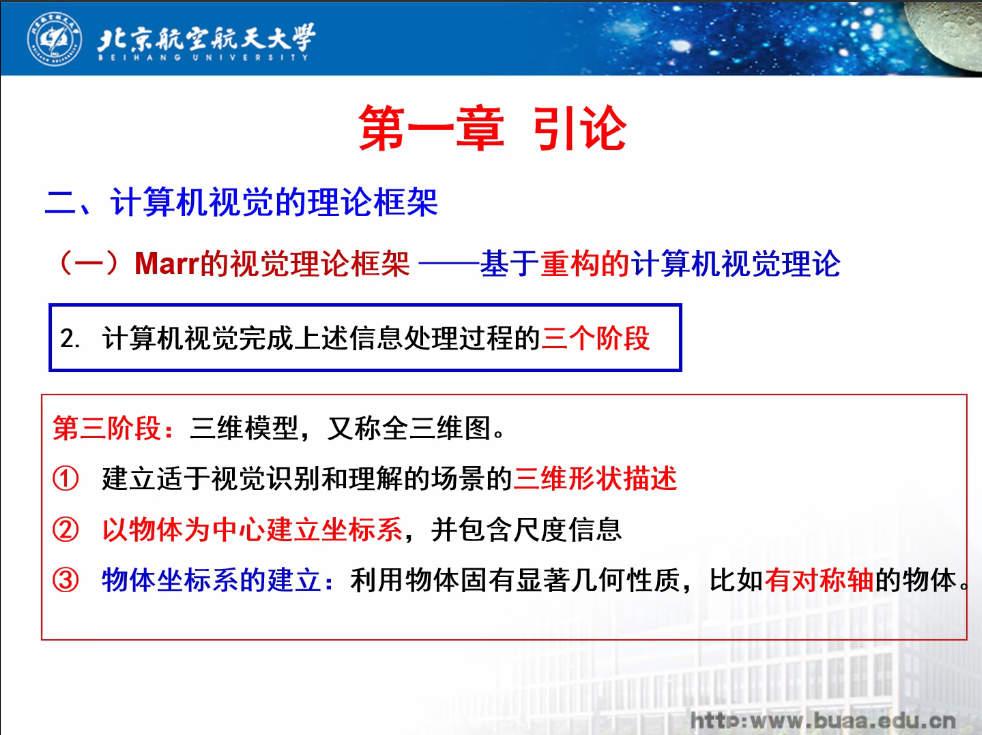 北京航空航天大学
BEIHANG UNIVERSITY
第一章 引论
二、计算机视觉的理论框架
（一）Marr的视觉理论框架 ——基于重构的计算机视觉理论
2. 计算机视觉完成上述信息处理过程的三个阶段
第三阶段：三维模型，又称全三维图。
① 建立适于视觉识别和理解的场景的三维形状描述
② 以物体为中心建立坐标系，并包含尺度信息
③ 物体坐标系的建立：利用物体固有显著几何性质，比如有对称轴的物体。
http:www.buaa.edu.cn